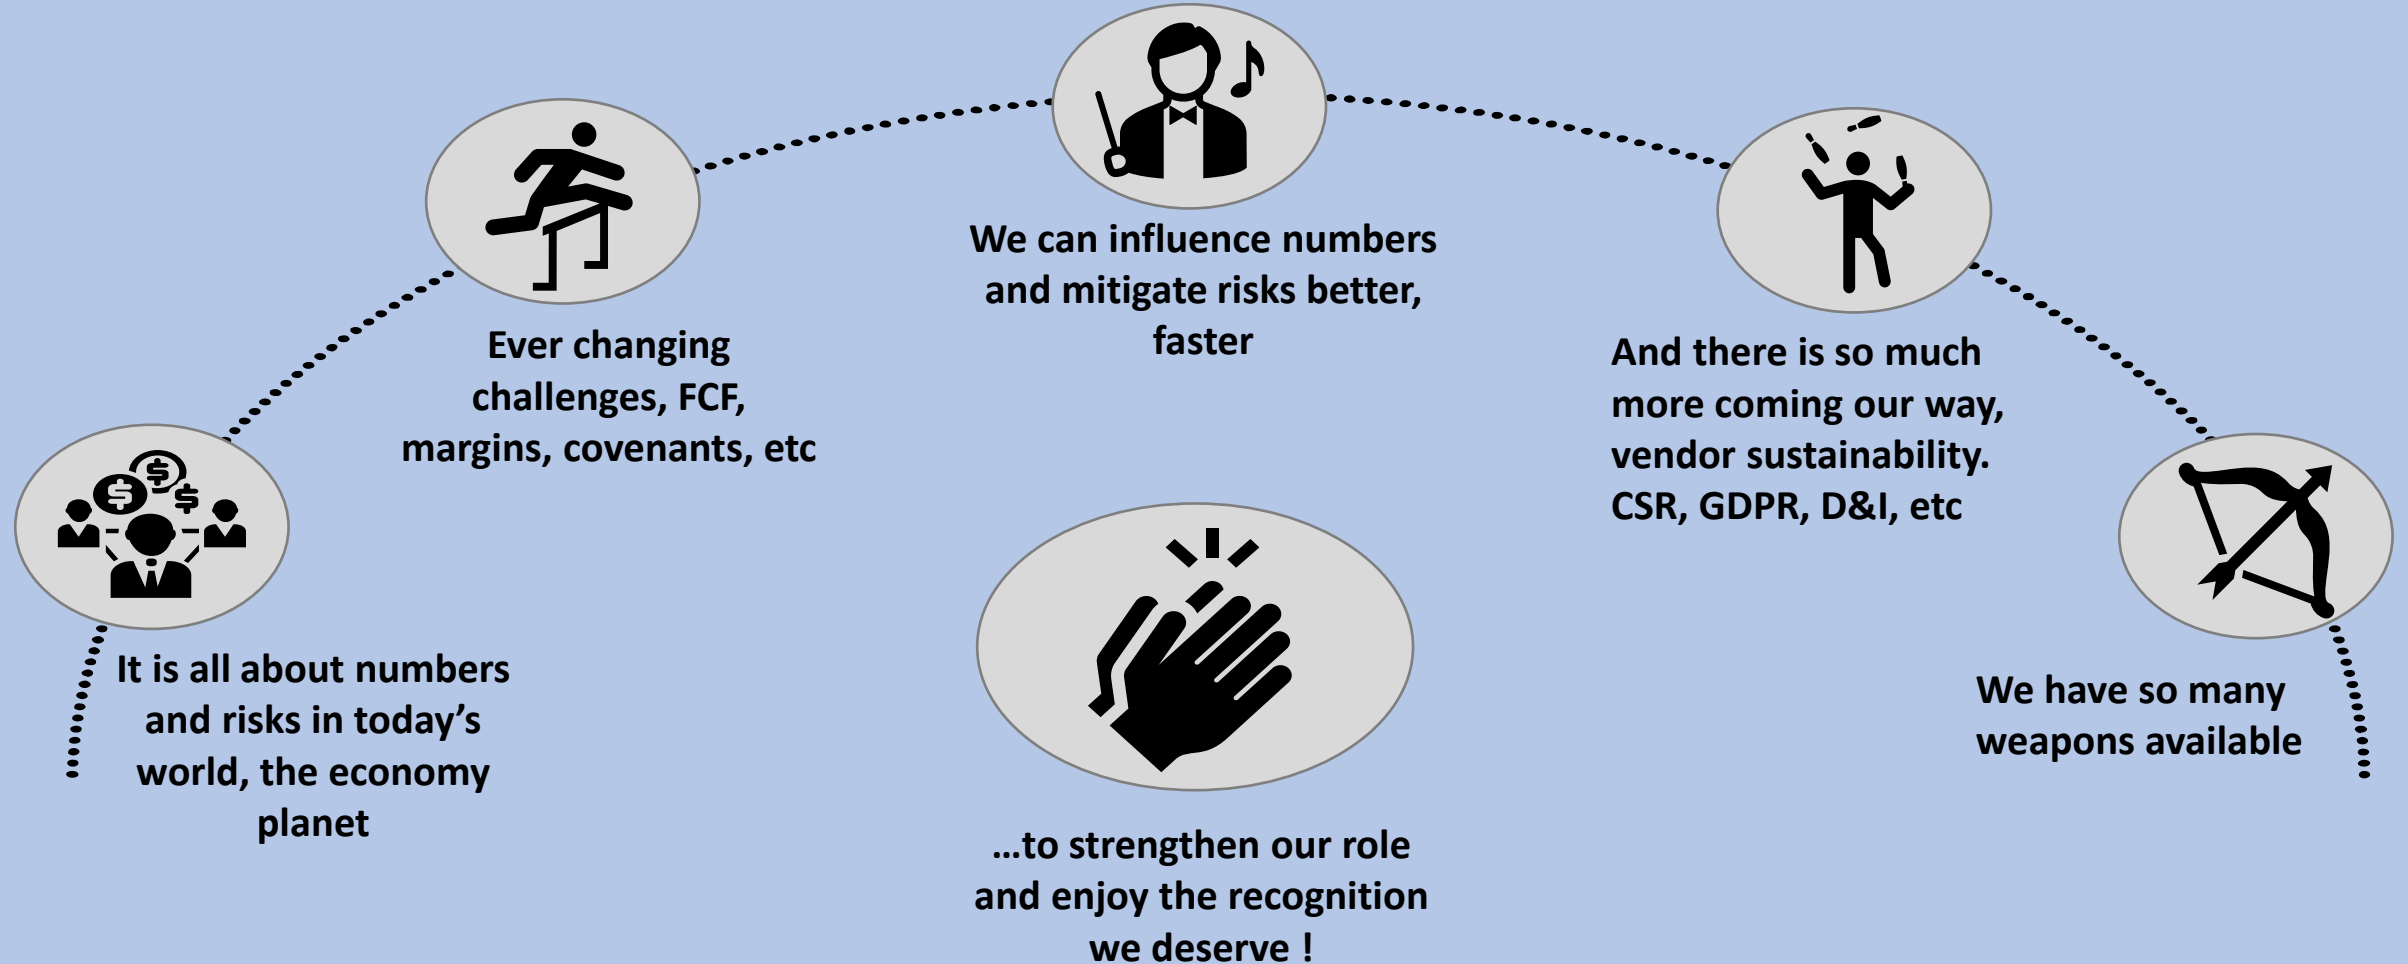 It is all about numbers
and risks in today’s
world, the economy
planet
Ever changing
challenges, FCF,
margins, covenants, etc
We can influence numbers
and mitigate risks better,
faster
And there is so much
more coming our way,
vendor sustainability.
CSR, GDPR, D&I, etc
We have so many
weapons available
…to strengthen our role
and enjoy the recognition
we deserve !